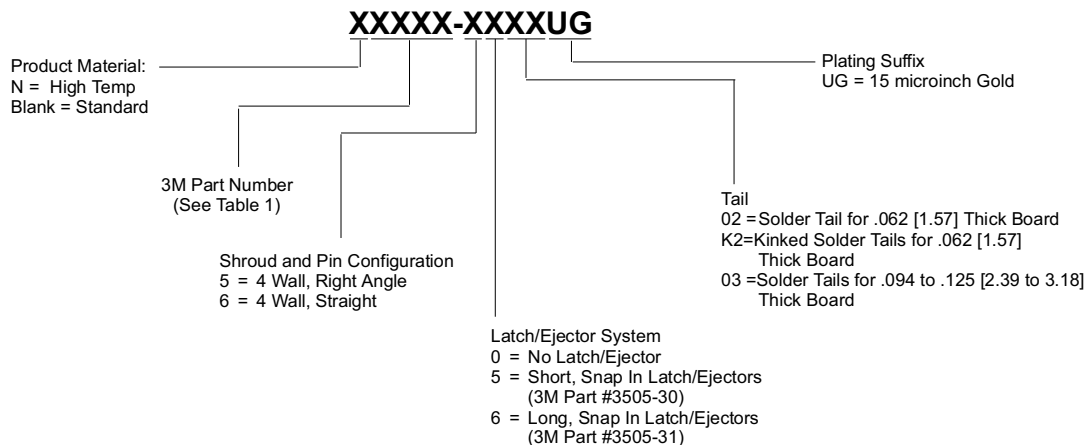 XXXXX-XXXXUG
Product Material:
N = High Temp
Blank = Standard
3M Part Number
(See Table 1)
Shroud and Pin Configuration
5 = 4 Wall, Right Angle
6 = 4 Wall, Straight
Latch/Ejector System
0 = No Latch/Ejector
5 = Short, Snap In Latch/Ejectors
(3M Part #3505-30)
6 = Long, Snap In Latch/Ejectors
(3M Part #3505-31)
Tail
02 =Solder Tail for .062 [1.57] Thick Board
K2=Kinked Solder Tails for .062 [1.57]
Thick Board
03 =Solder Tails for .094 to .125 [2.39 to 3.18]
Thick Board
Plating Suffix
UG = 15 microinch Gold